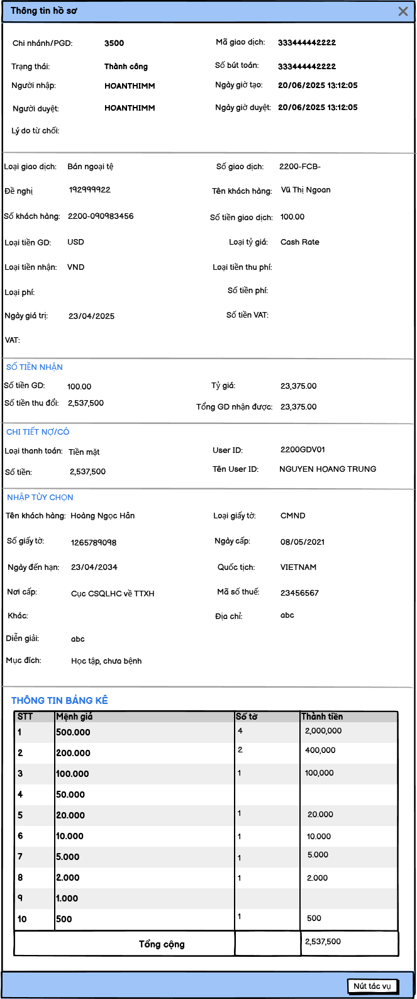 Thông tin hồ sơ
Chi nhánh/PGD: 3500 Mã giao dịch: 333444442222
Trạng thái: Thành công Số bút toán: 333444442222
Người nhập: HOANTHIMM Ngày giờ tạo: 20/06/2025 13:12:05
Người duyệt: HOANTHIMM Ngày giờ duyệt: 20/06/2025 13:12:05
Lý do từ chối:
Loại giao dịch: Bán ngoại tệ Số giao dịch: 2200-FCB-
Đề nghị 192999922 Tên khách hàng: Vũ Thị Ngoan
Số khách hàng: 2200-090983456 Số tiền giao dịch: 100.00
Loại tiền GD: USD Loại tỷ giá: Cash Rate
Loại tiền nhận: VND Loại tiền thu phí:
Loại phí: Số tiền phí:
Ngày giá trị: 23/04/2025 Số tiền VAT:
VAT:
SỐ TIỀN NHẬN
Số tiền GD: 100.00 Tỷ giá: 23,375.00
Số tiền thu đổi: 2,537,500 Tổng GD nhận được: 23,375.00
CHI TIẾT NỢ/CÓ
Loại thanh toán: Tiền mặt User ID: 2200GDV01
Số tiền: 2,537,500 Tên User ID: NGUYEN HOANG TRUNG
NHẬP TÙY CHỌN
Tên khách hàng: Hoàng Ngọc Hân Loại giấy tờ: CMND
Số giấy tờ: 1265789098 Ngày cấp: 08/05/2021
Ngày đến hạn: 23/04/2034 Quốc tịch: VIETNAM
Nơi cấp: Cục CSQLHC về TTXH Mã số thuế: 23456567
Khác: Địa chỉ: abc
Diễn giải: abc
Mục đích: Học tập, chưa bệnh
THÔNG TIN BẢNG KÊ
STT Mệnh giá Số tờ Thành tiền
1 500.000 4 2,000,000
2 200.000 2 400,000
3 100.000 1 100,000
4 50.000
5 20.000 1 20.000
6 10.000 1 10.000
7 5.000 1 5.000
8 2.000 1 2.000
9 1.000
10 500 1 500
Tổng cộng 2,537,500
Nút tác vụ